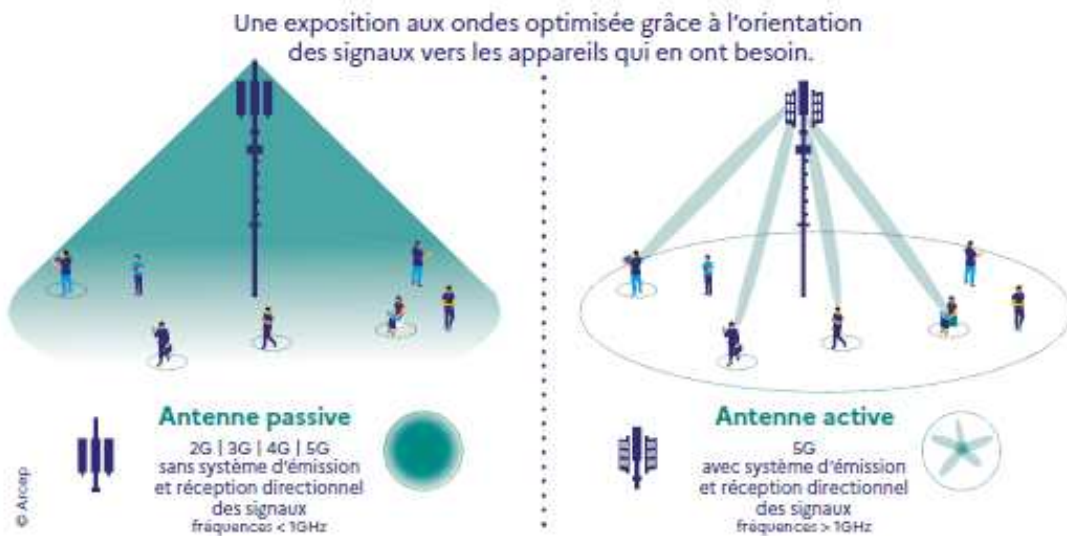 Une exposition aux ondes optimisée grâce à l'orientation
des signaux vers les appareils qui en ont besoin.
Antenne passive
2G | 3G | 4G | 5G
sans système d'émission
et réception directionnel
des signaux
fréquences < 1GHz
Antenne active
5G
avec système d'émission
et réception directionnel
des signaux
fréquences > 1GHz
© Arcep